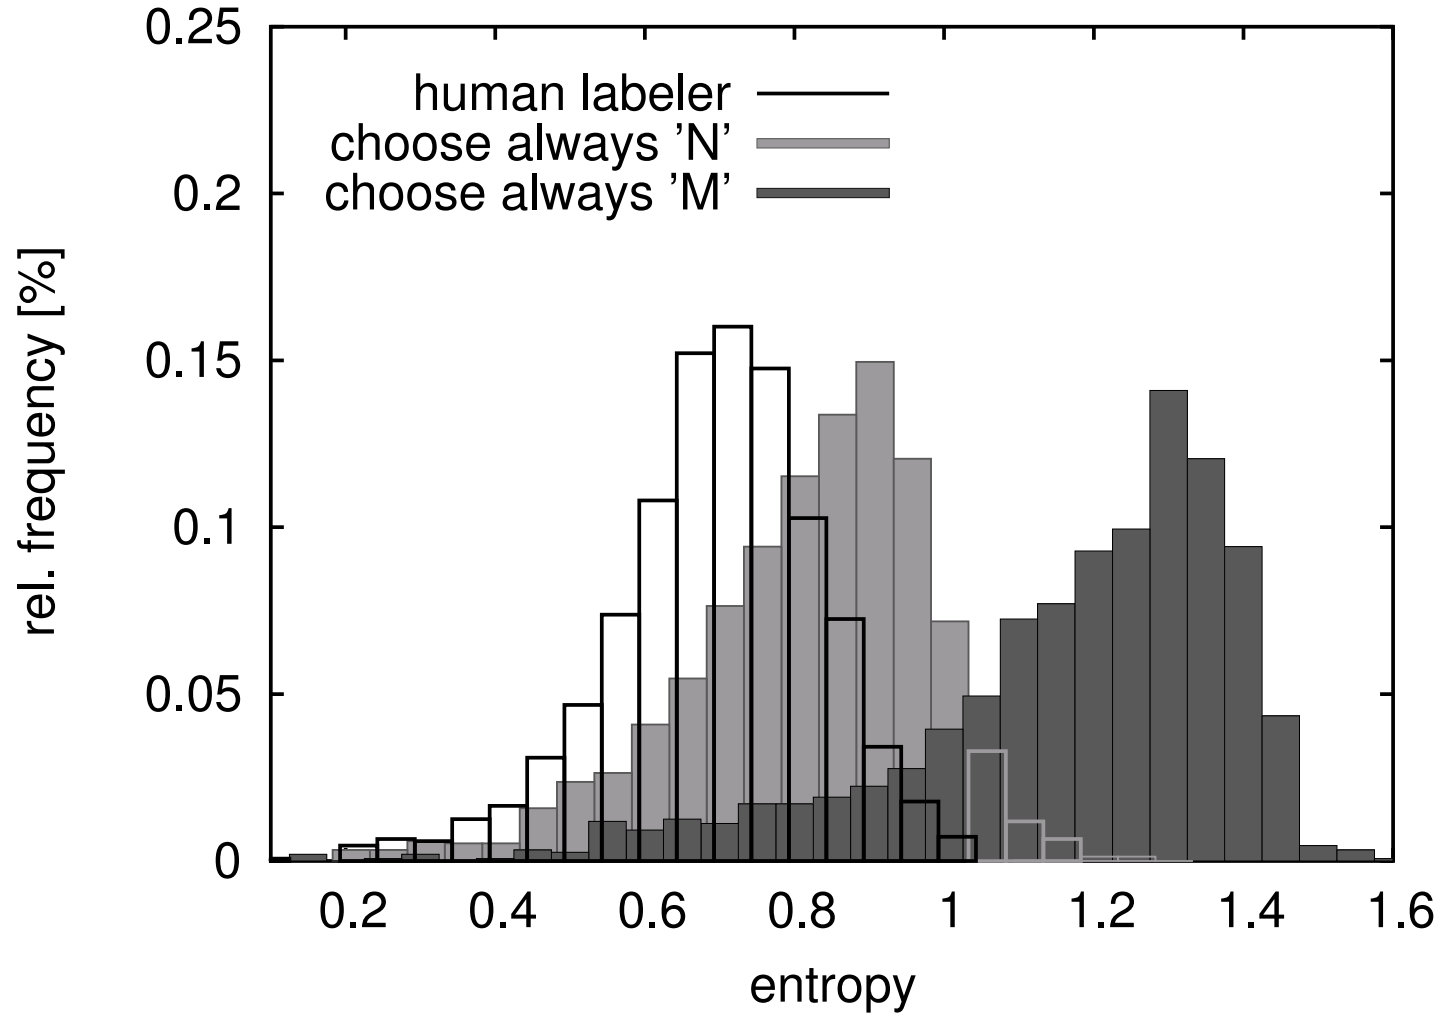 0.25
0.2
0.15
0.1
0.05
0
rel. frequency [%]
human labeler
choose always 'N'
choose always 'M'
0.2 0.4 0.6 0.8 1 1.2 1.4 1.6
entropy